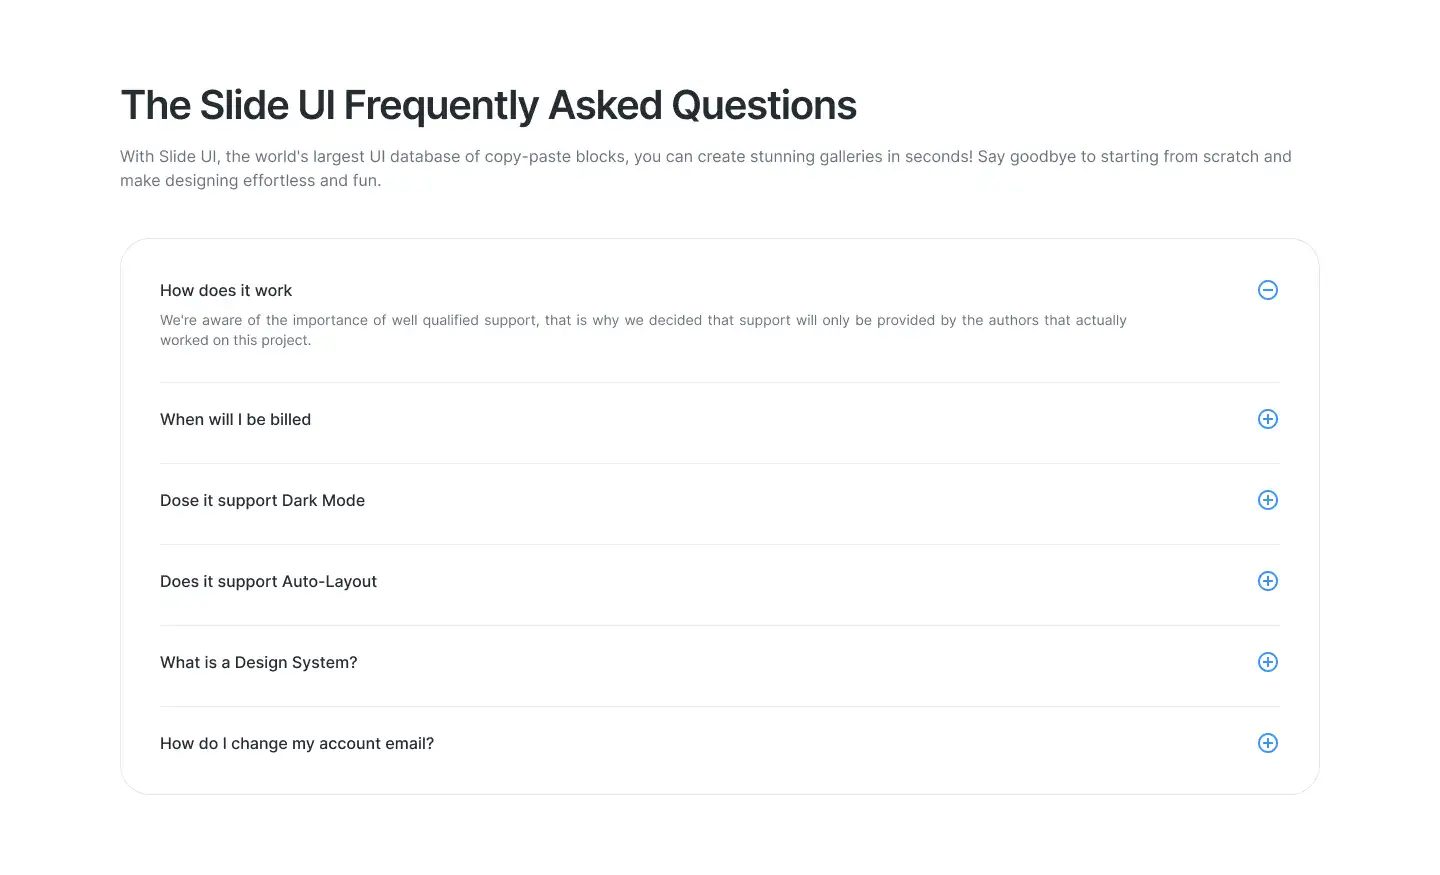 The Slide UI Frequently Asked Questions
With Slide UI, the world's largest UI database of copy-paste blocks, you can create stunning galleries in seconds! Say goodbye to starting from scratch and
make designing effortless and fun.
How does it work
We're aware of the importance of well qualified support, that is why we decided that support will only be provided by the authors that actually
worked on this project.
When will I be billed
Dose it support Dark Mode
Does it support Auto-Layout
What is a Design System?
How do I change my account email?